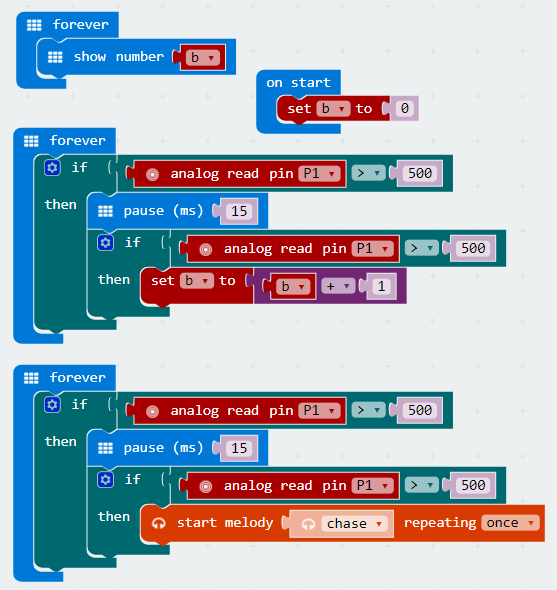 forever
show number b
on start
set b to 0
forever
if analog read pin P1 > 500
then pause (ms) 15
if analog read pin P1 > 500
then set b to b + 1
forever
if analog read pin P1 > 500
then pause (ms) 15
if analog read pin P1 > 500
then start melody chase repeating once